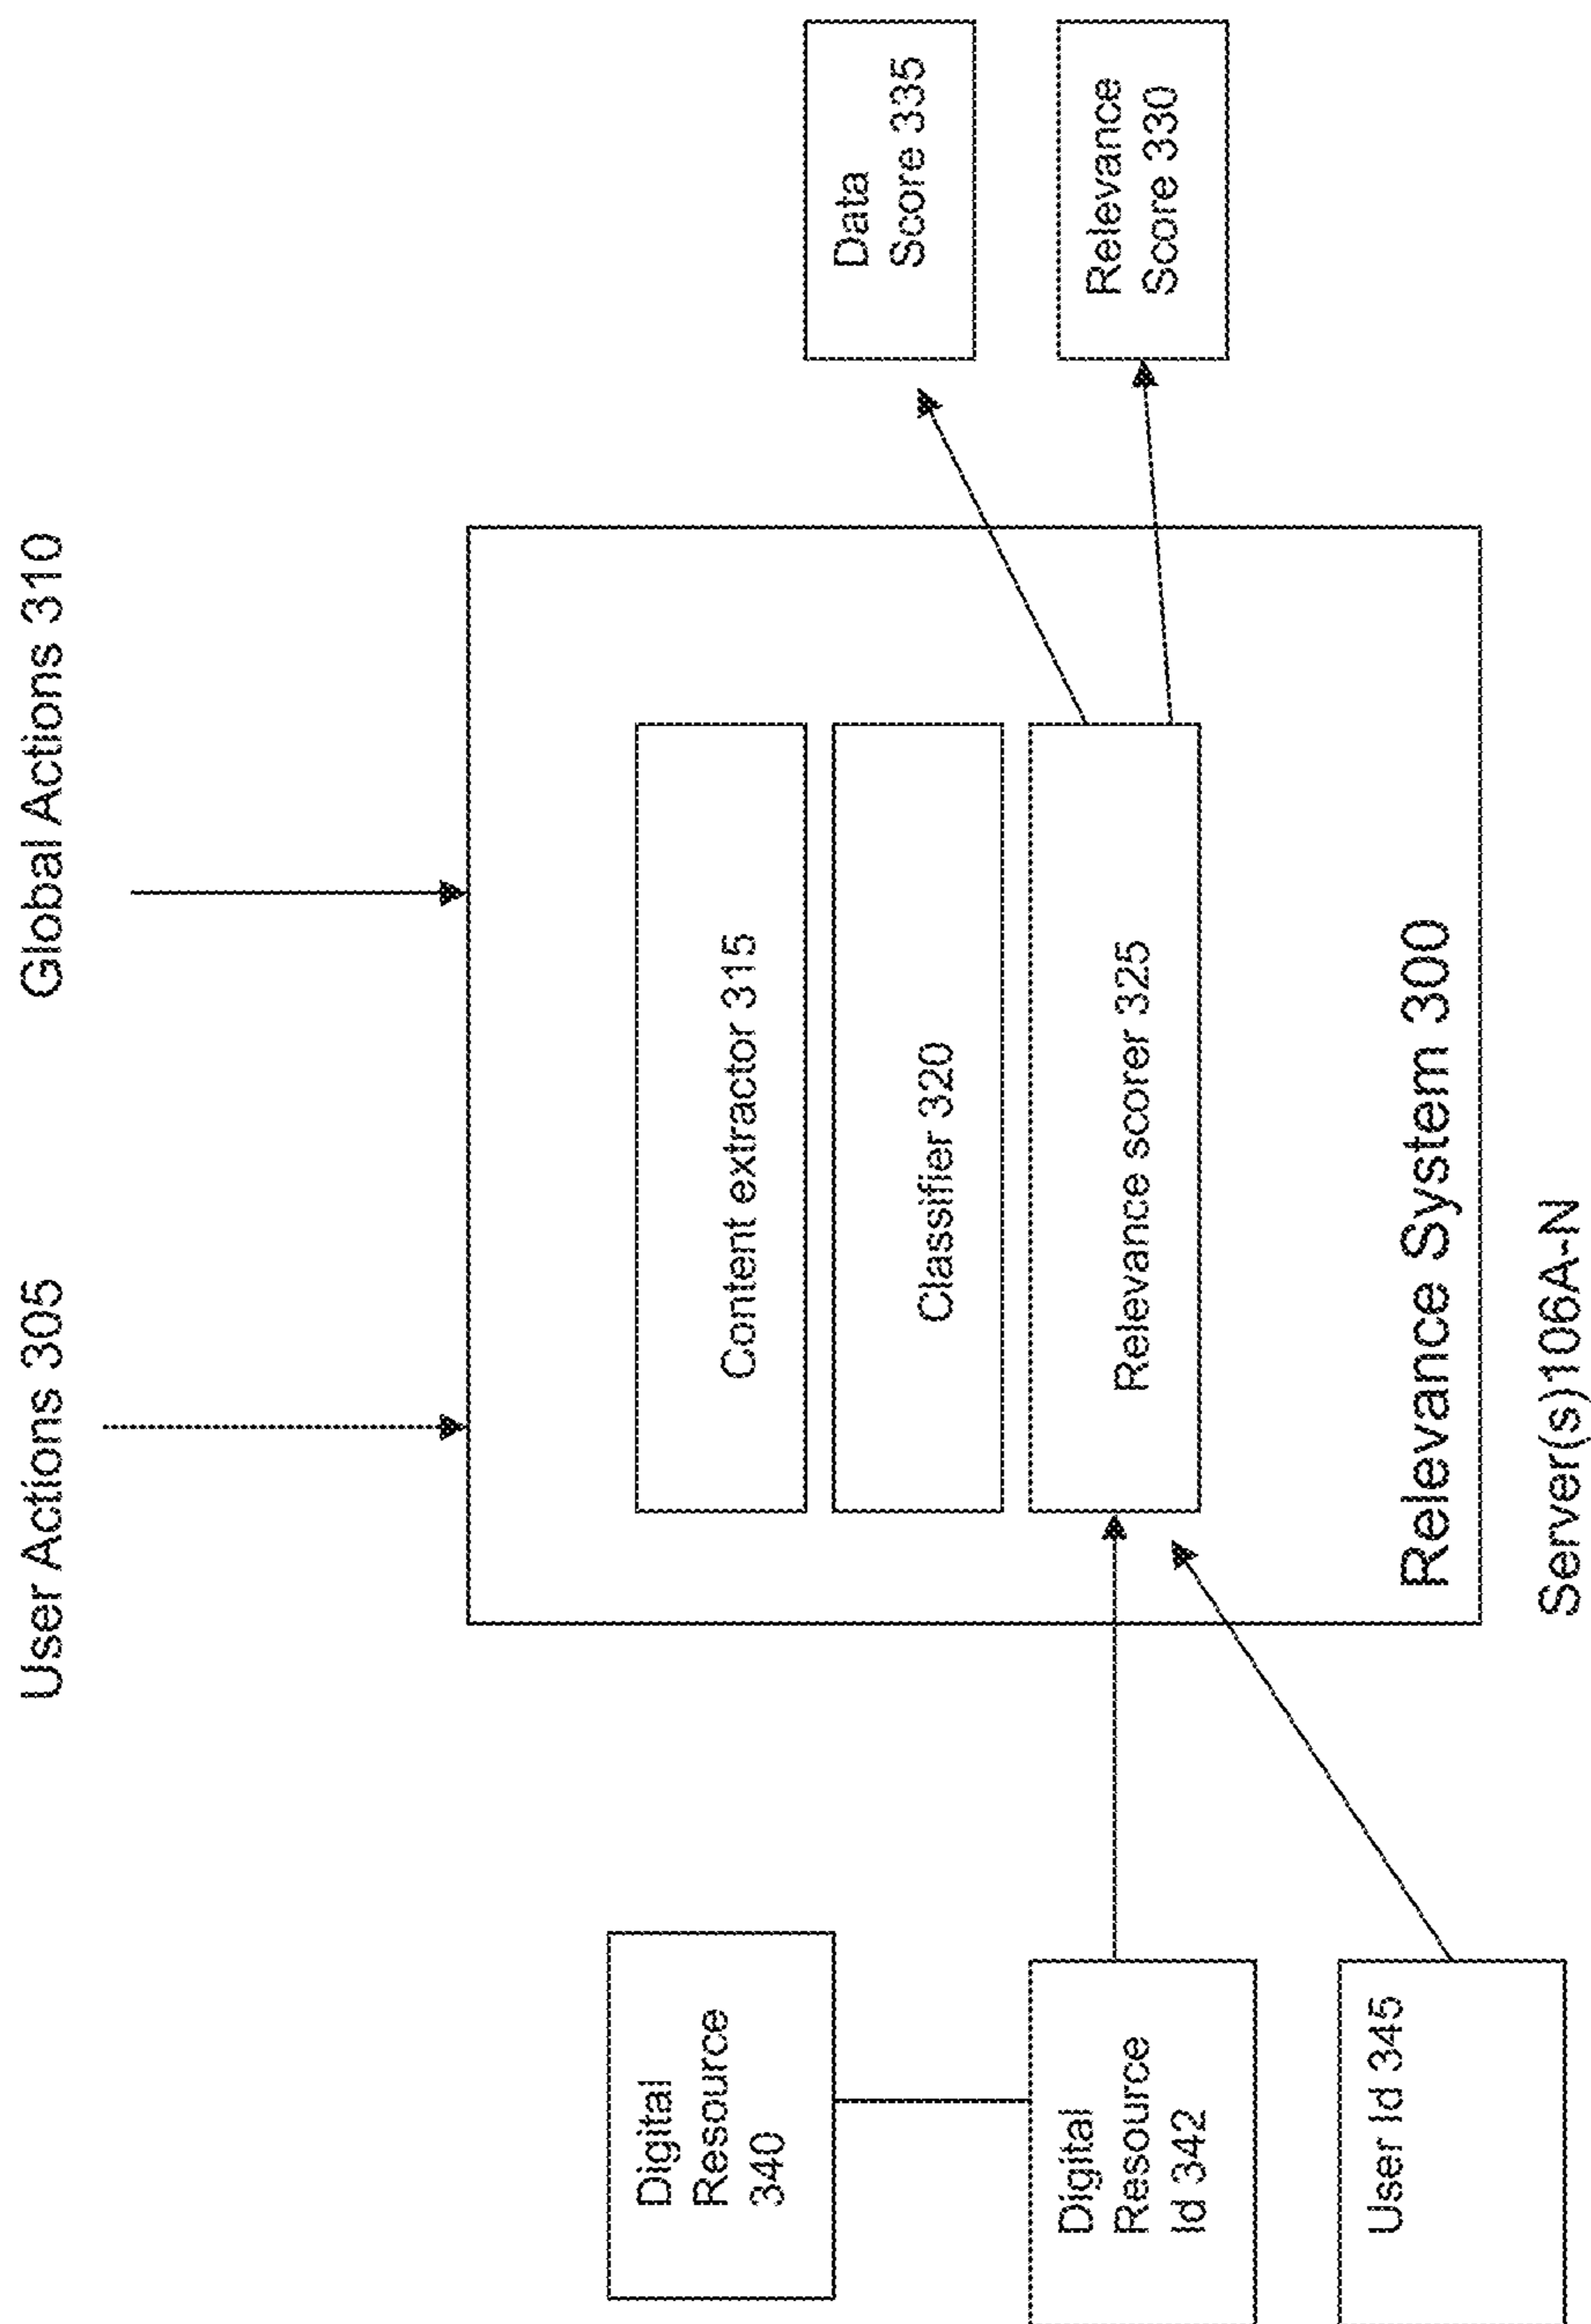 User Actions 305
Global Actions 310
Digital
Resource
340
Digital
Resource
Id 342
User Id 345
Content extractor 315
Classifier 320
Relevance scorer 325
Relevance System 300
Server(s)106A-N
Data
Score 335
Relevance
Score 330